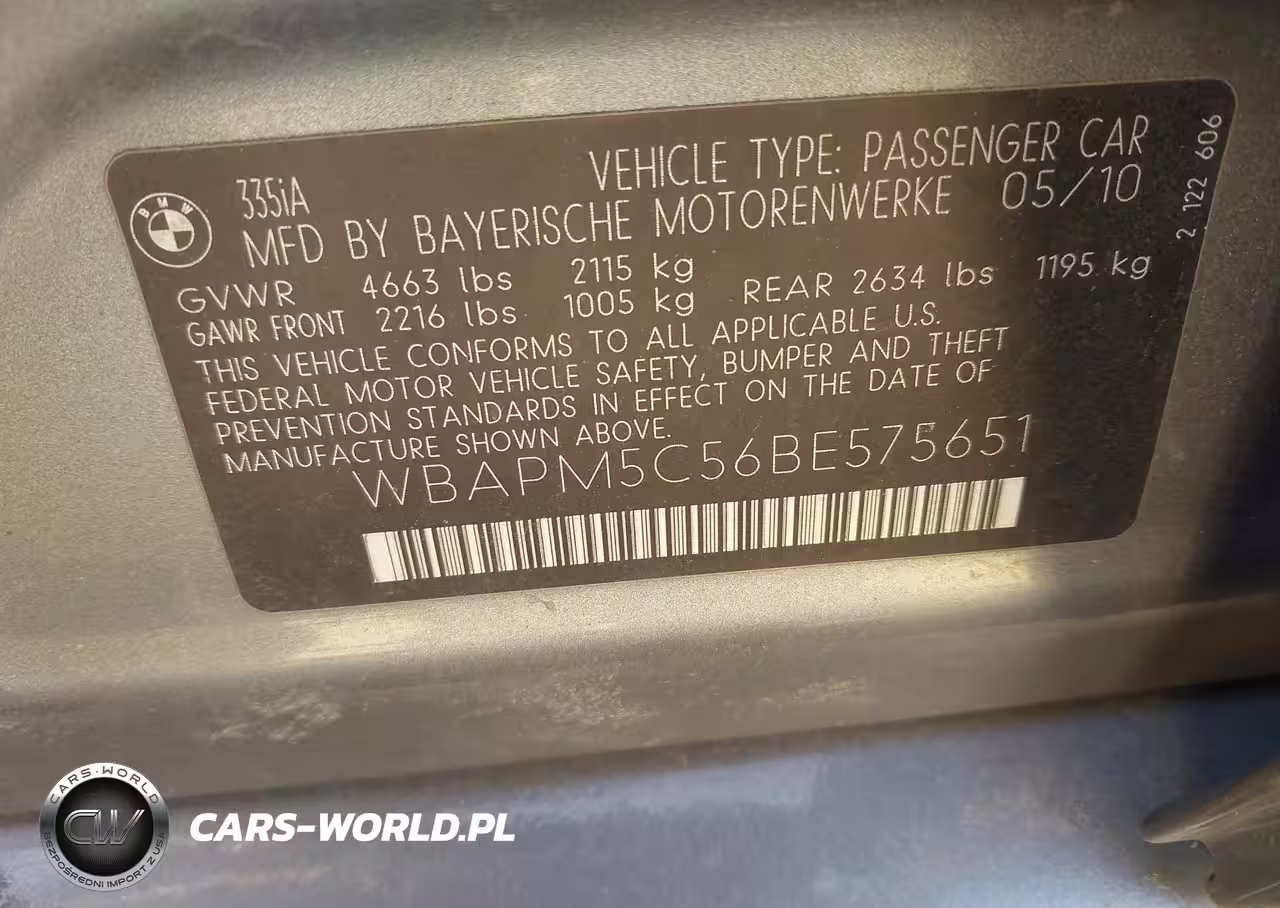 VEHICLE TYPE: PASSENGER CAR
335iA
MFD BY BAYERISCHE MOTORENWERKE 05/10
GVWR 4663 lbs 2115 kg
GAWR FRONT 2216 lbs 1005 kg REAR 2634 lbs 1195 kg
THIS VEHICLE CONFORMS TO ALL APPLICABLE U.S.
FEDERAL MOTOR VEHICLE SAFETY, BUMPER AND THEFT
PREVENTION STANDARDS IN EFFECT ON THE DATE OF
MANUFACTURE SHOWN ABOVE.
WBAPM5C56BE575651
2 122 606
BMW
CARS-WORLD
CW
BEZPOŚREDNI IMPORT Z USA
CARS-WORLD.PL